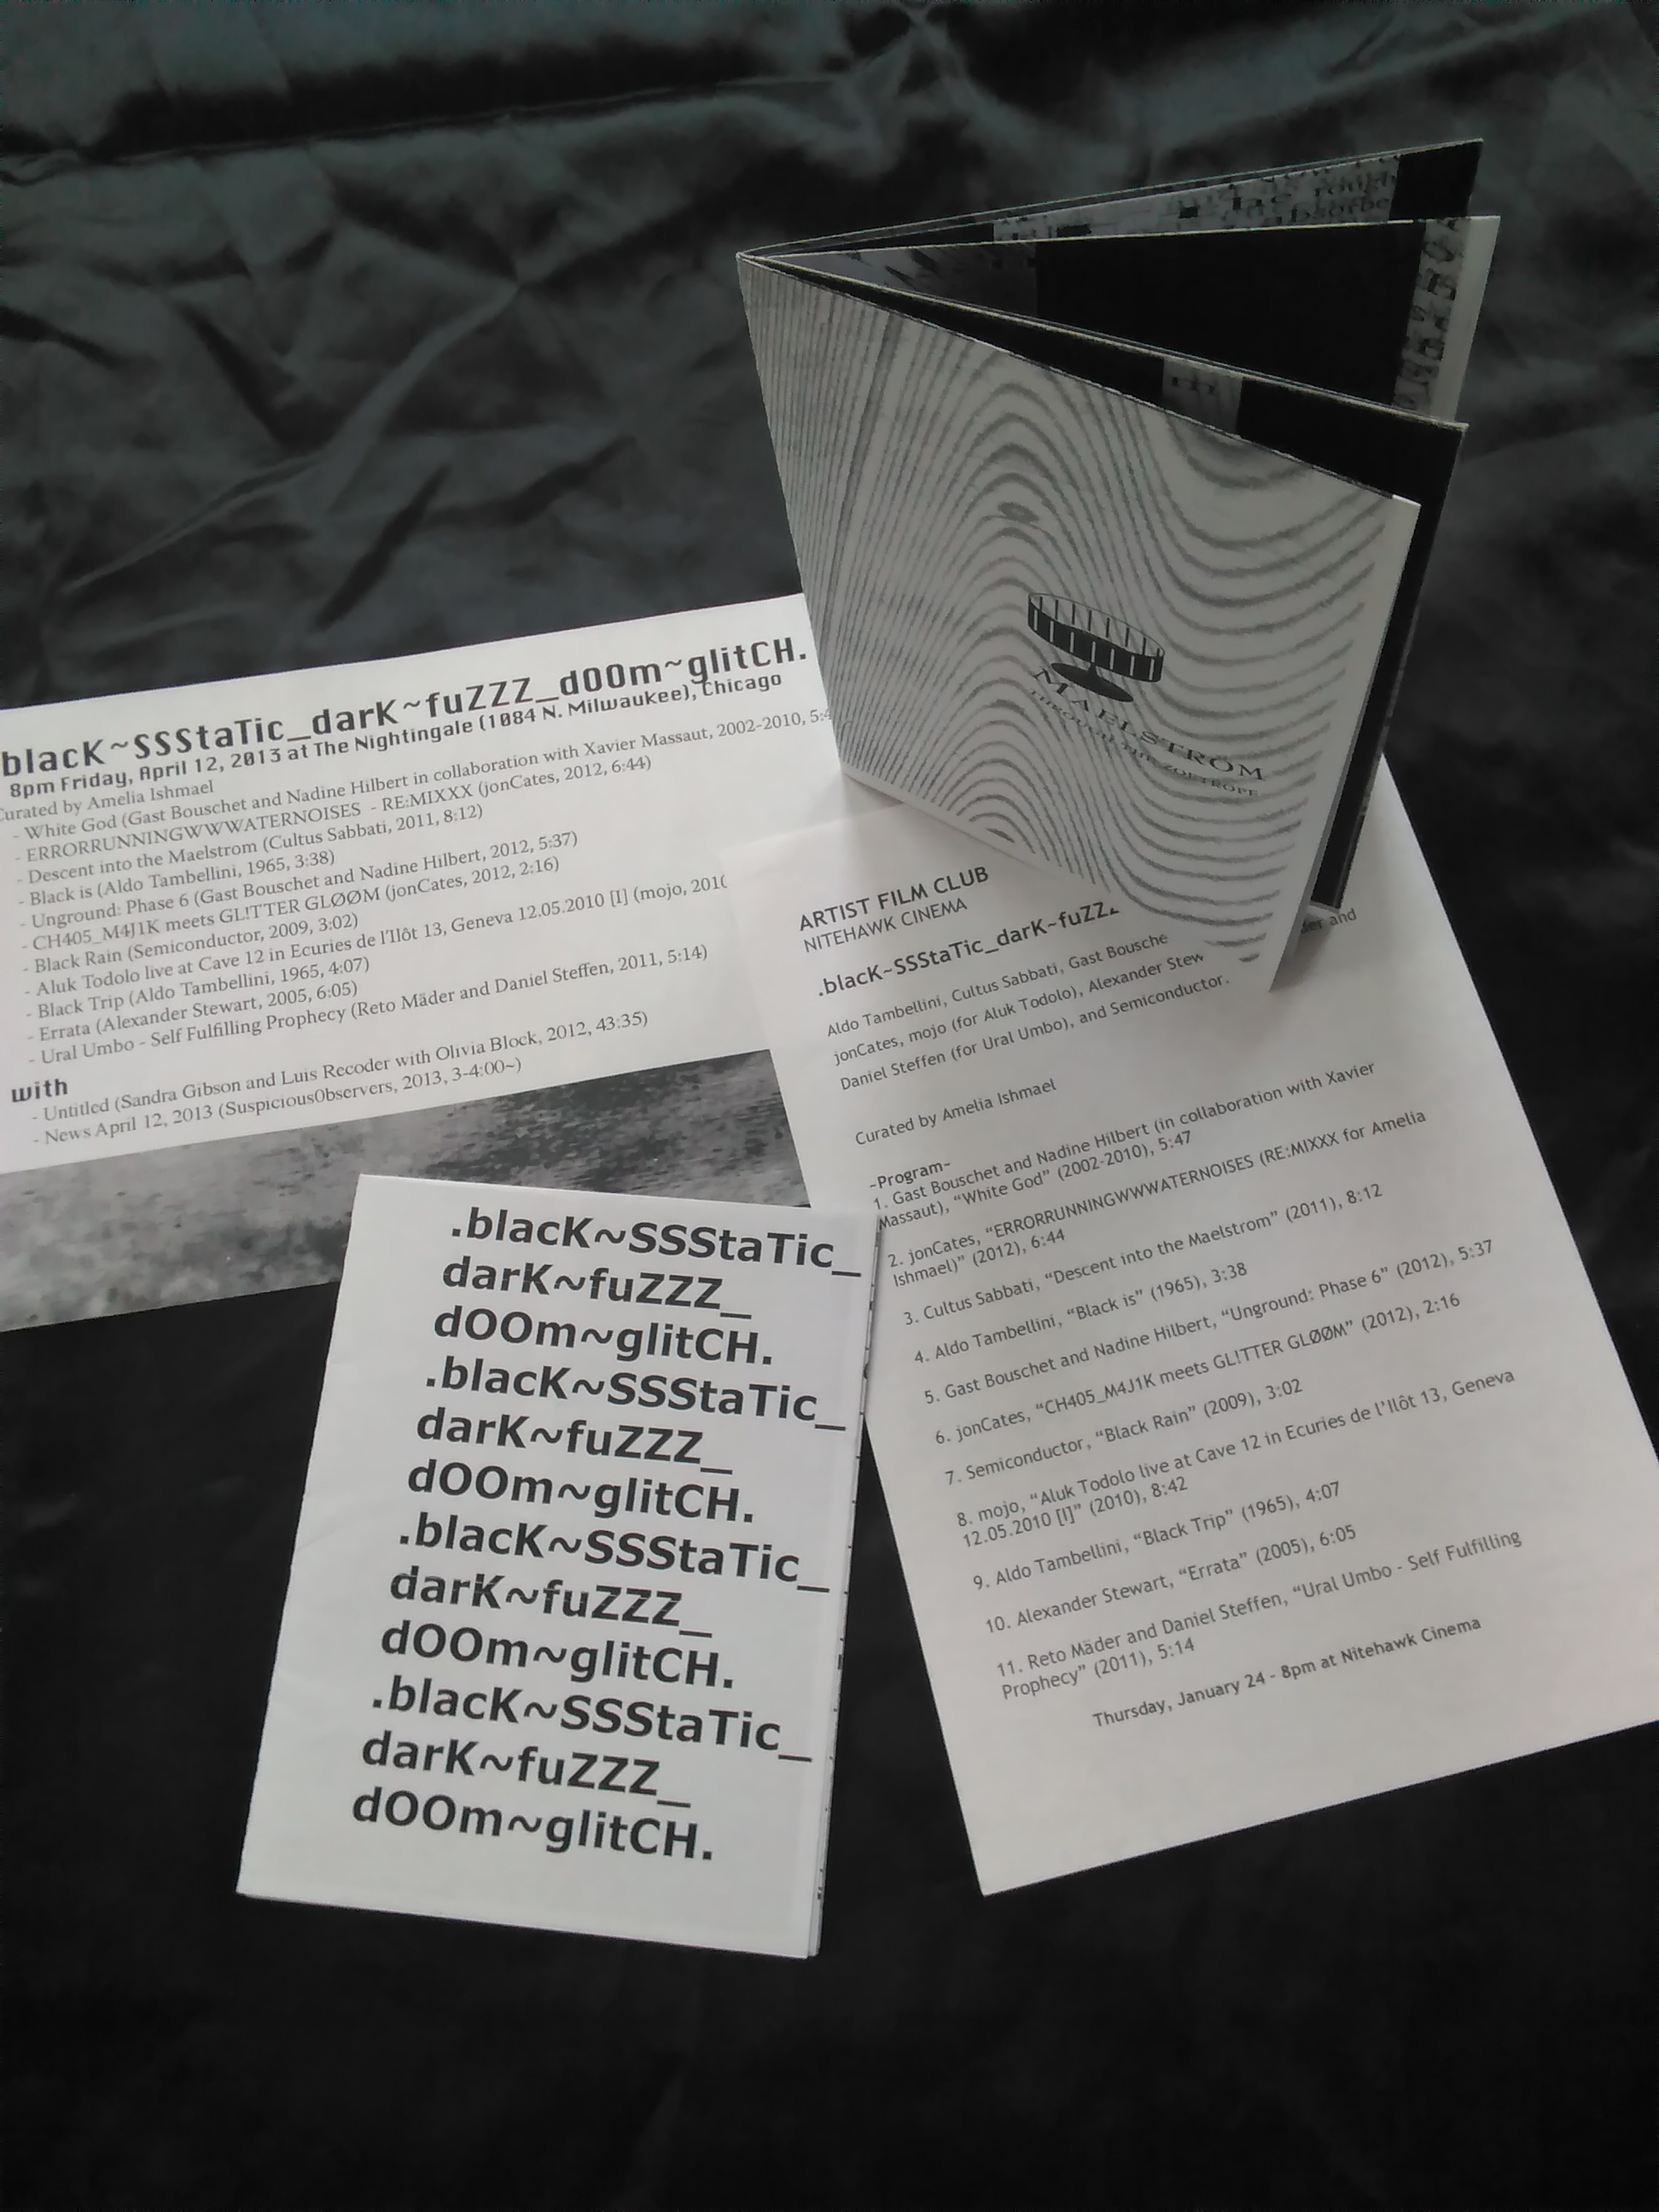 blacK~SSStaTic_darK~fuZZZ_d00m~glitCH.
8pm Friday, April 12, 2013 at The Nightingale (1084 N. Milwaukee), Chicago
Curated by Amelia Ishmael
- White God (Gast Bouschet and Nadine Hilbert in collaboration with Xavier Massaut, 2002-2010, 5:4
- ERRORRUNNINGWWWATERNOISES - RE:MIXXX (jonCates, 2012, 6:44)
- Descent into the Maelstrom (Cultus Sabbati, 2011, 8:12)
- Black is (Aldo Tambellini, 1965, 3:38)
- Unground: Phase 6 (Gast Bouschet and Nadine Hilbert, 2012, 5:37)
- CH405_M4J1K meets GL!TTER GLØØM (jonCates, 2012, 2:16)
- Black Rain (Semiconductor, 2009, 3:02)
- Aluk Todolo live at Cave 12 in Ecuries de l'Ilôt 13, Geneva 12.05.2010 [I] (mojo, 201
- Black Trip (Aldo Tambellini, 1965, 4:07)
- Errata (Alexander Stewart, 2005, 6:05)
- Ural Umbo - Self Fulfilling Prophecy (Reto Mäder and Daniel Steffen, 2011, 5:14)
with
- Untitled (Sandra Gibson and Luis Recoder with Olivia Block, 2012, 43:35)
- News April 12, 2013 (Suspicious0bservers, 2013, 3-4:00~)
MAELSTROM
THROUGH THE ZOETROPE
ARTIST FILM CLUB
NITEHAWK CINEMA
.blacK~SSStaTic_darK~fuZZ
Aldo Tambellini, Cultus Sabbati, Gast Bousche
der and
jonCates, mojo (for Aluk Todolo), Alexander Stew
Daniel Steffen (for Ural Umbo), and Semiconductor.
Curated by Amelia Ishmael
~Program~
1. Gast Bouschet and Nadine Hilbert (in collaboration with Xavier
Massaut), “White God” (2002-2010), 5:47
2. jonCates, “ERRORRUNNINGWWWATERNOISES (RE:MIXXX for Amelia
Ishmael)” (2012), 6:44
3. Cultus Sabbati, “Descent into the Maelstrom” (2011), 8:12
4. Aldo Tambellini, “Black is” (1965), 3:38
5. Gast Bouschet and Nadine Hilbert, “Unground: Phase 6” (2012), 5:37
6. jonCates, “CH405_M4J1K meets GL!TTER GLØØM” (2012), 2:16
7. Semiconductor, “Black Rain” (2009), 3:02
8. mojo, “Aluk Todolo live at Cave 12 in Ecuries de l'Ilôt 13, Geneva
12.05.2010 [I]” (2010), 8:42
9. Aldo Tambellini, “Black Trip” (1965), 4:07
10. Alexander Stewart, “Errata” (2005), 6:05
11. Reto Mäder and Daniel Steffen, “Ural Umbo - Self Fulfilling
Prophecy” (2011), 5:14
Thursday, January 24 - 8pm at Nitehawk Cinema
.blacK~SSStaTic_
darK~fuZZZ_
dOOm~glitCH.
.blacK~SSStaTic_
darK~fuZZZ_
dOOm~glitCH.
.blacK~SSStaTic_
darK~fuZZZ_
dOOm~glitCH.
.blacK~SSStaTic_
darK~fuZZZ_
dOOm~glitCH.